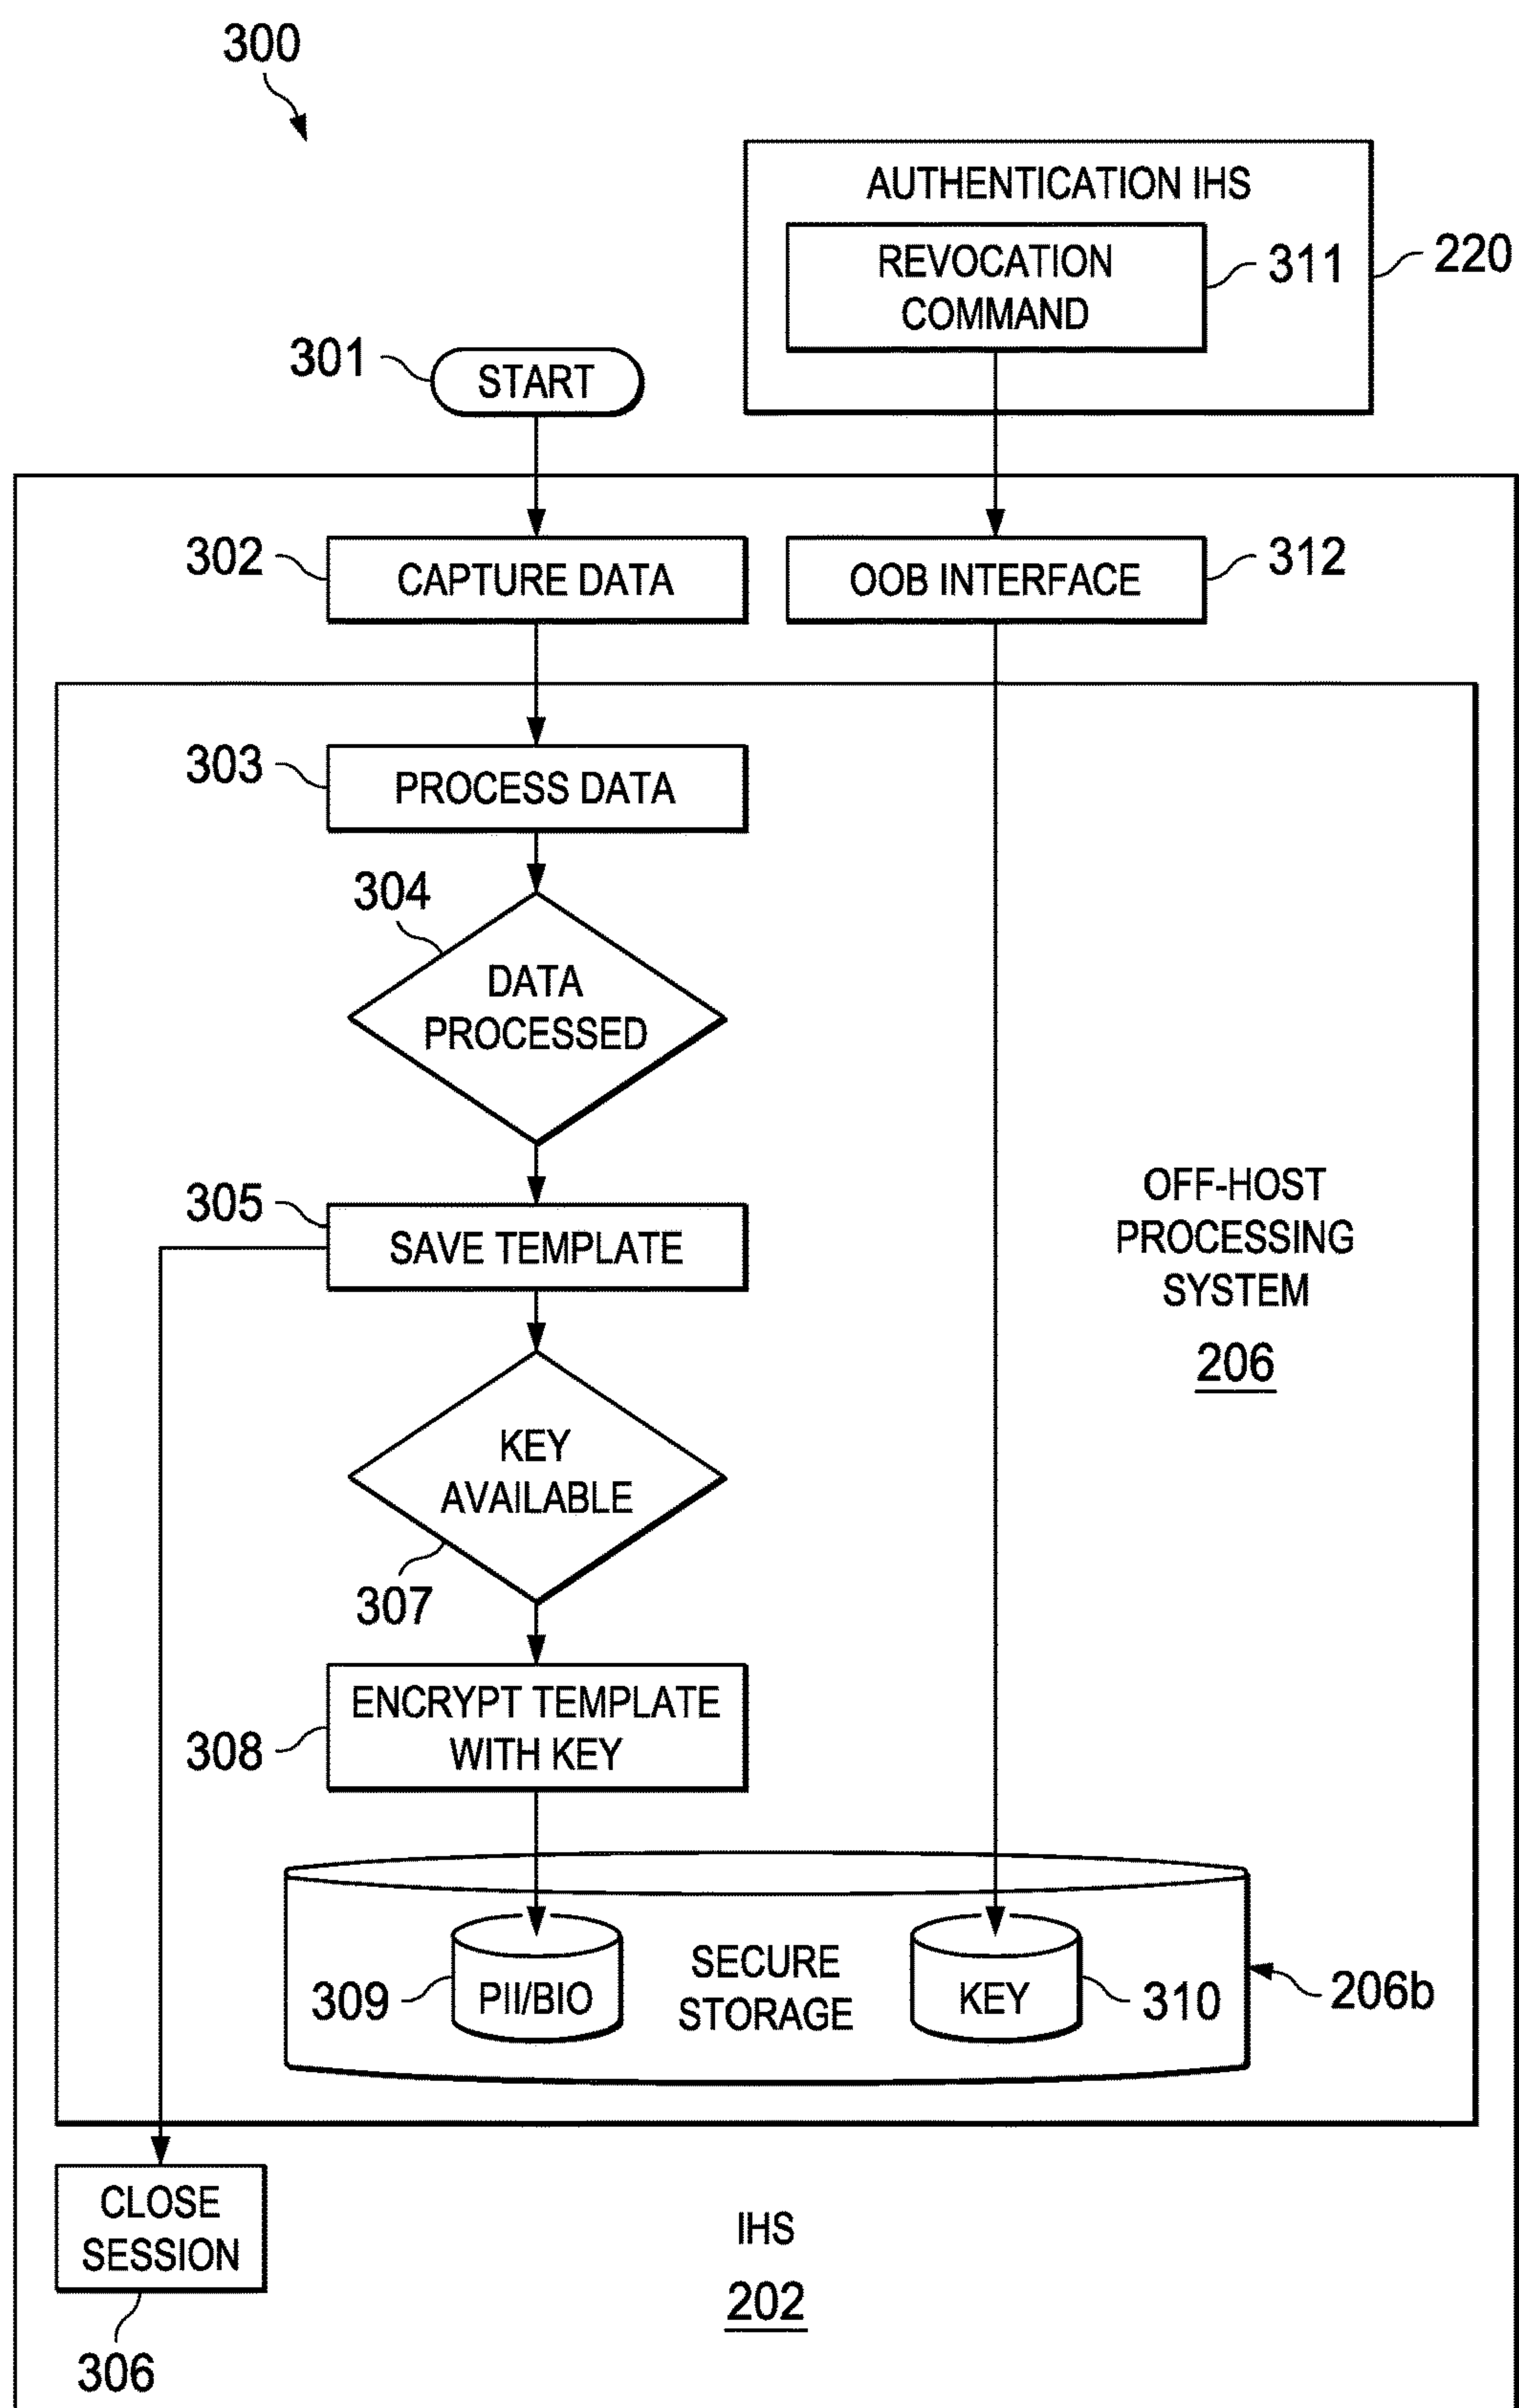 300
AUTHENTICATION IHS
REVOCATION
COMMAND
311
220
301
START
302
CAPTURE DATA
OOB INTERFACE
312
303
PROCESS DATA
304
DATA
PROCESSED
305
SAVE TEMPLATE
OFF-HOST
PROCESSING
SYSTEM
206
KEY
AVAILABLE
307
308
ENCRYPT TEMPLATE
WITH KEY
309
PII/BIO
SECURE
STORAGE
KEY
310
206b
CLOSE
SESSION
306
IHS
202